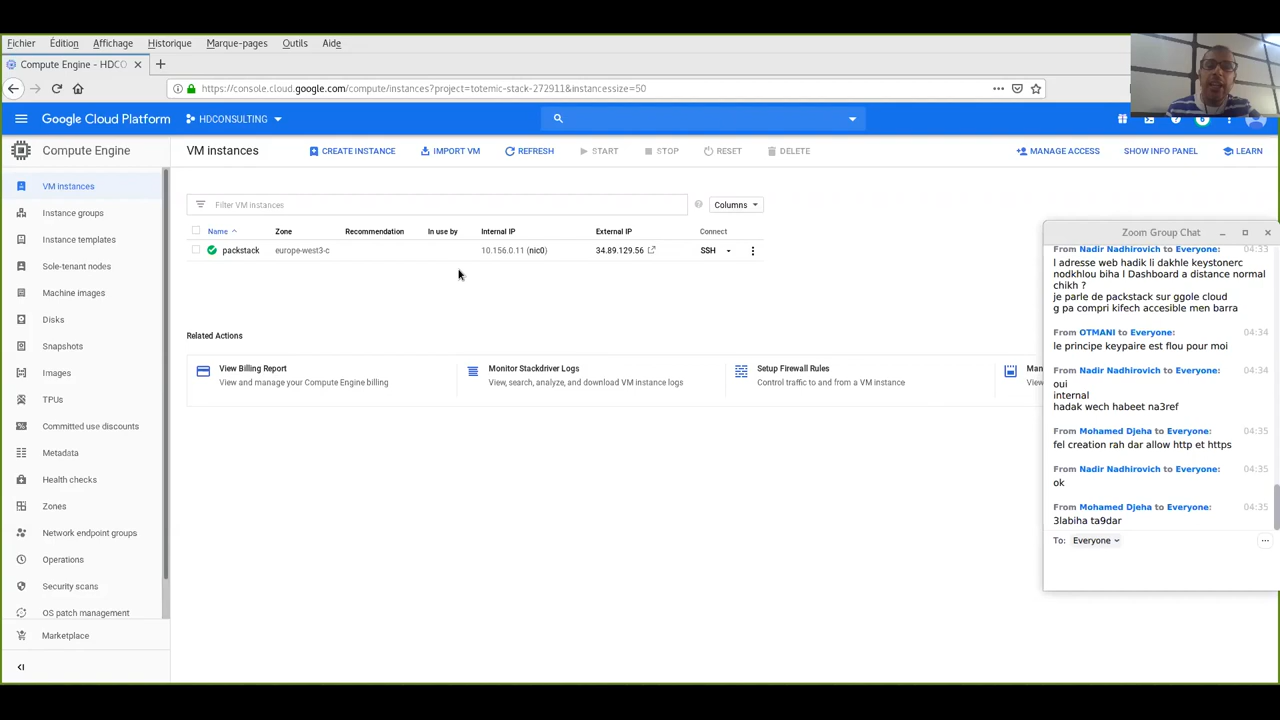 Fichier Édition Affichage Historique Marque-pages Outils Aide
Compute Engine - HDCO
https://console.cloud.google.com/compute/instances?project=totemic-stack-272911&instancessize=50
Google Cloud Platform HDCONSULTING
Compute Engine
VM instances CREATE INSTANCE IMPORT VM REFRESH START STOP RESET DELETE MANAGE ACCESS SHOW INFO PANEL LEARN
VM instances
Instance groups
Instance templates
Sole-tenant nodes
Machine images
Disks
Snapshots
Images
TPUs
Committed use discounts
Metadata
Health checks
Zones
Network endpoint groups
Operations
Security scans
OS patch management
Marketplace
Filter VM instances Columns
Name Zone Recommendation In use by Internal IP External IP Connect
packstack europe-west3-c 10.156.0.11 (nic0) 34.89.129.56 SSH
Related Actions
View Billing Report
View and manage your Compute Engine billing
Monitor Stackdriver Logs
View, search, analyze, and download VM instance logs
Setup Firewall Rules
Control traffic to and from a VM instance
Man
View
Zoom Group Chat
From Nadir Nadhirovich to Everyone: 04:33
l adresse web hadik li dakhle keystonerc
nodkhlou biha l Dashboard a distance normal
chikh ?
je parle de packstack sur ggole cloud
g pa compri kifech accesible men barra
From OTMANI to Everyone: 04:34
le principe keypaire est flou pour moi
From Nadir Nadhirovich to Everyone: 04:34
oui
internal
hadak wech habeet na3ref
From Mohamed Djeha to Everyone: 04:35
fel creation rah dar allow http et https
From Nadir Nadhirovich to Everyone: 04:35
ok
From Mohamed Djeha to Everyone: 04:35
3labiha ta9dar
To: Everyone